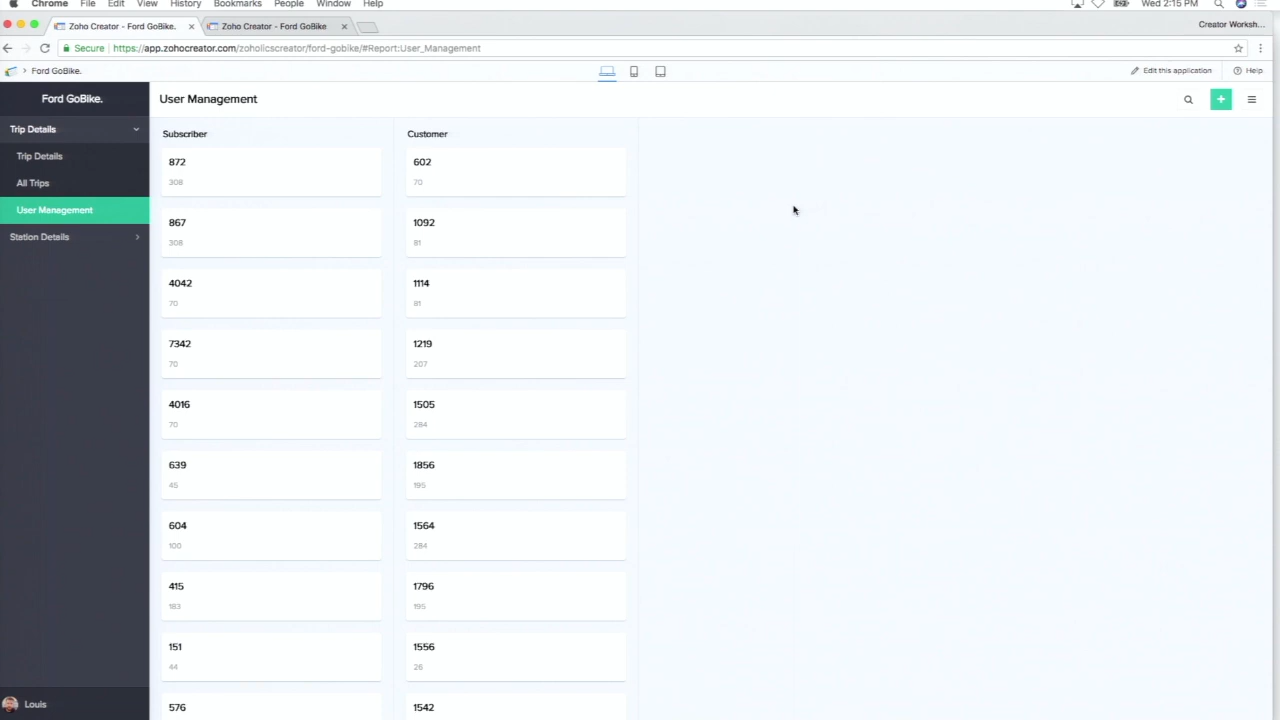 Chrome File Edit View History Bookmarks People Window Help Wed 2:15 PM
Zoho Creator - Ford GoBike. Zoho Creator - Ford GoBike Creator Worksh...
Secure https://app.zohocreator.com/zoholicscreator/ford-gobike/#Report:User_Management
Ford GoBike. Edit this application Help
Ford GoBike.
Trip Details
Trip Details
All Trips
User Management
Station Details
Louis
User Management
Subscriber
872
308
867
308
4042
70
7342
70
4016
70
639
45
604
100
415
183
151
44
576
Customer
602
70
1092
81
1114
81
1219
207
1505
284
1856
195
1564
284
1796
195
1556
26
1542